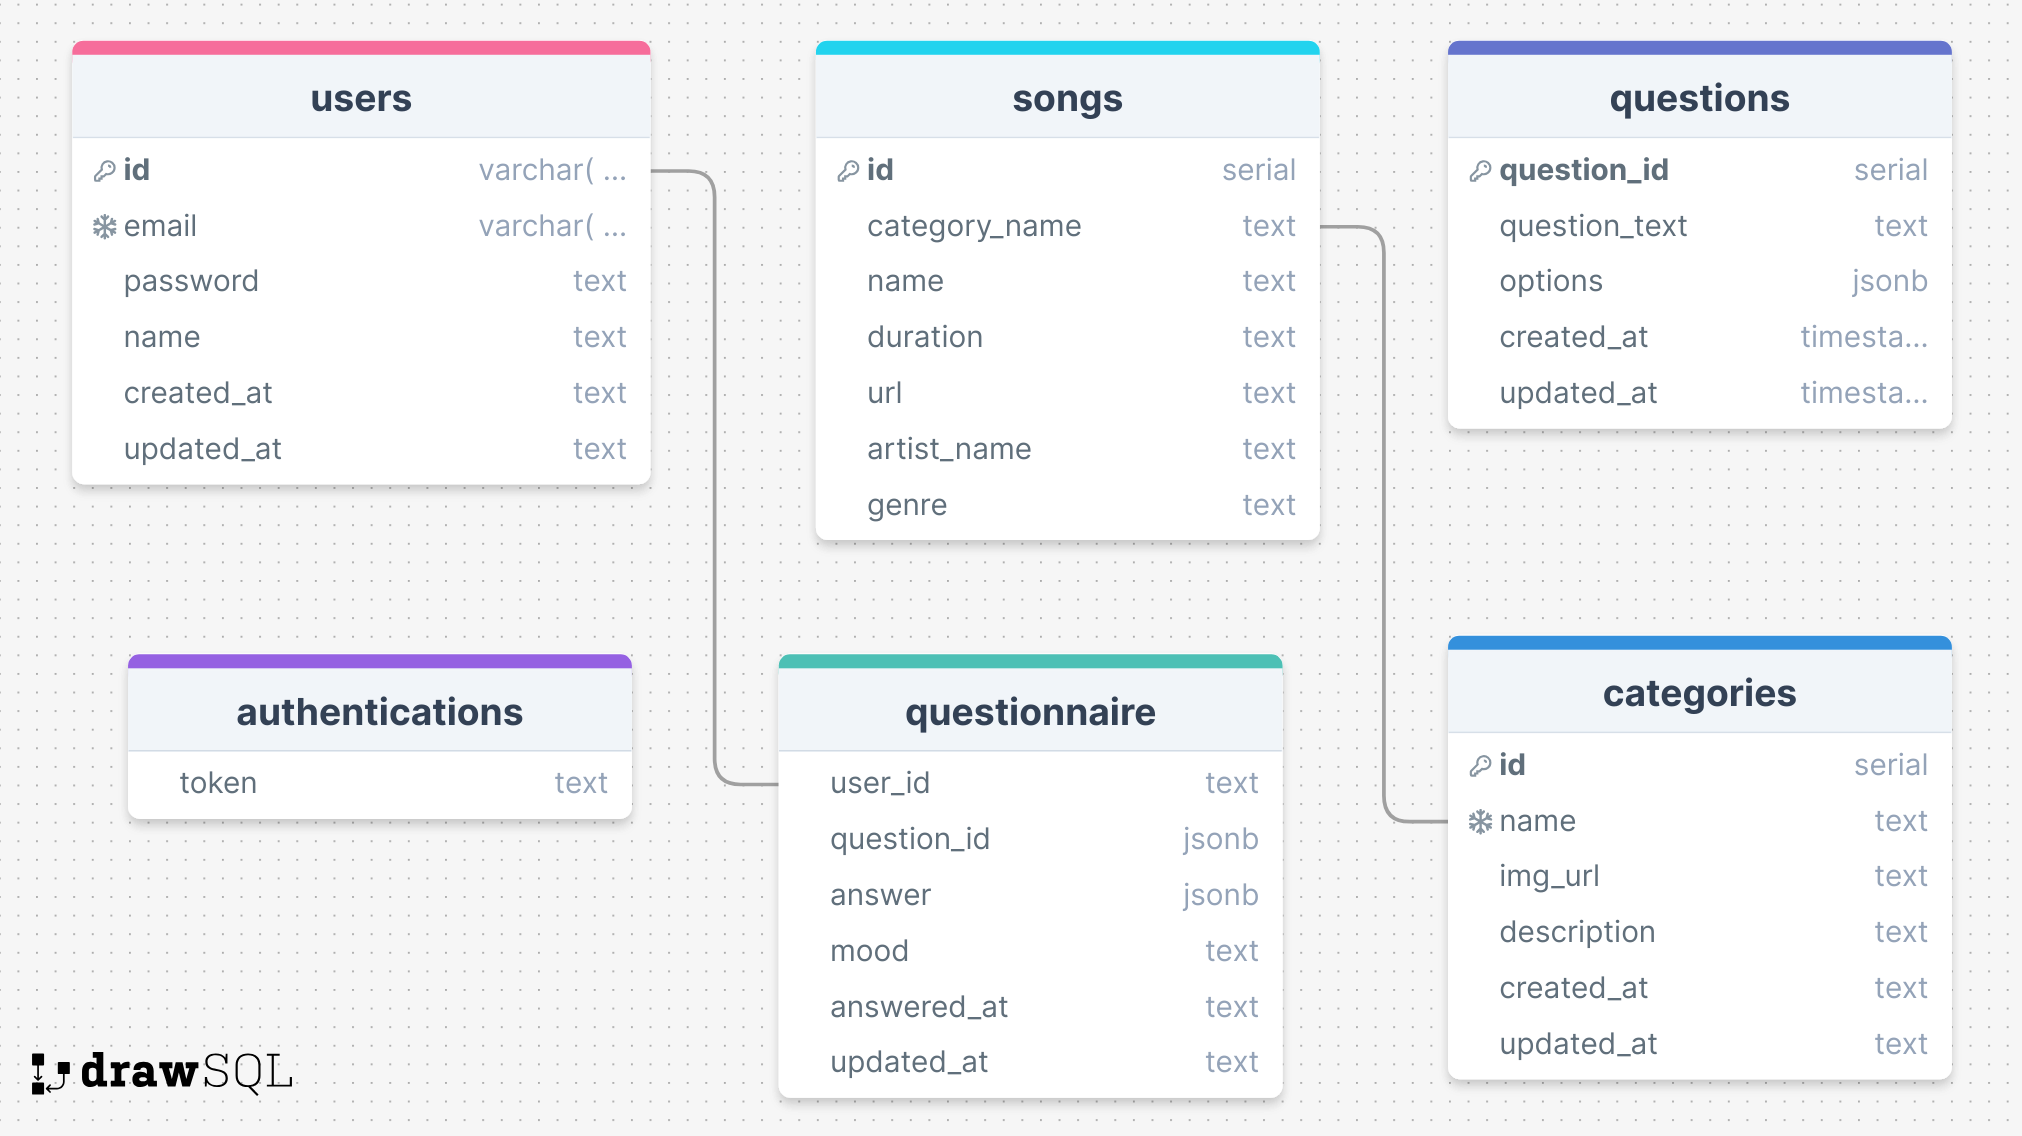 users
id varchar( ...
email varchar( ...
password text
name text
created_at text
updated_at text
songs
id serial
category_name text
name text
duration text
url text
artist_name text
genre text
questions
question_id serial
question_text text
options jsonb
created_at timesta...
updated_at timesta...
authentications
token text
questionnaire
user_id text
question_id jsonb
answer jsonb
mood text
answered_at text
updated_at text
categories
id serial
name text
img_url text
description text
created_at text
updated_at text
drawSQL